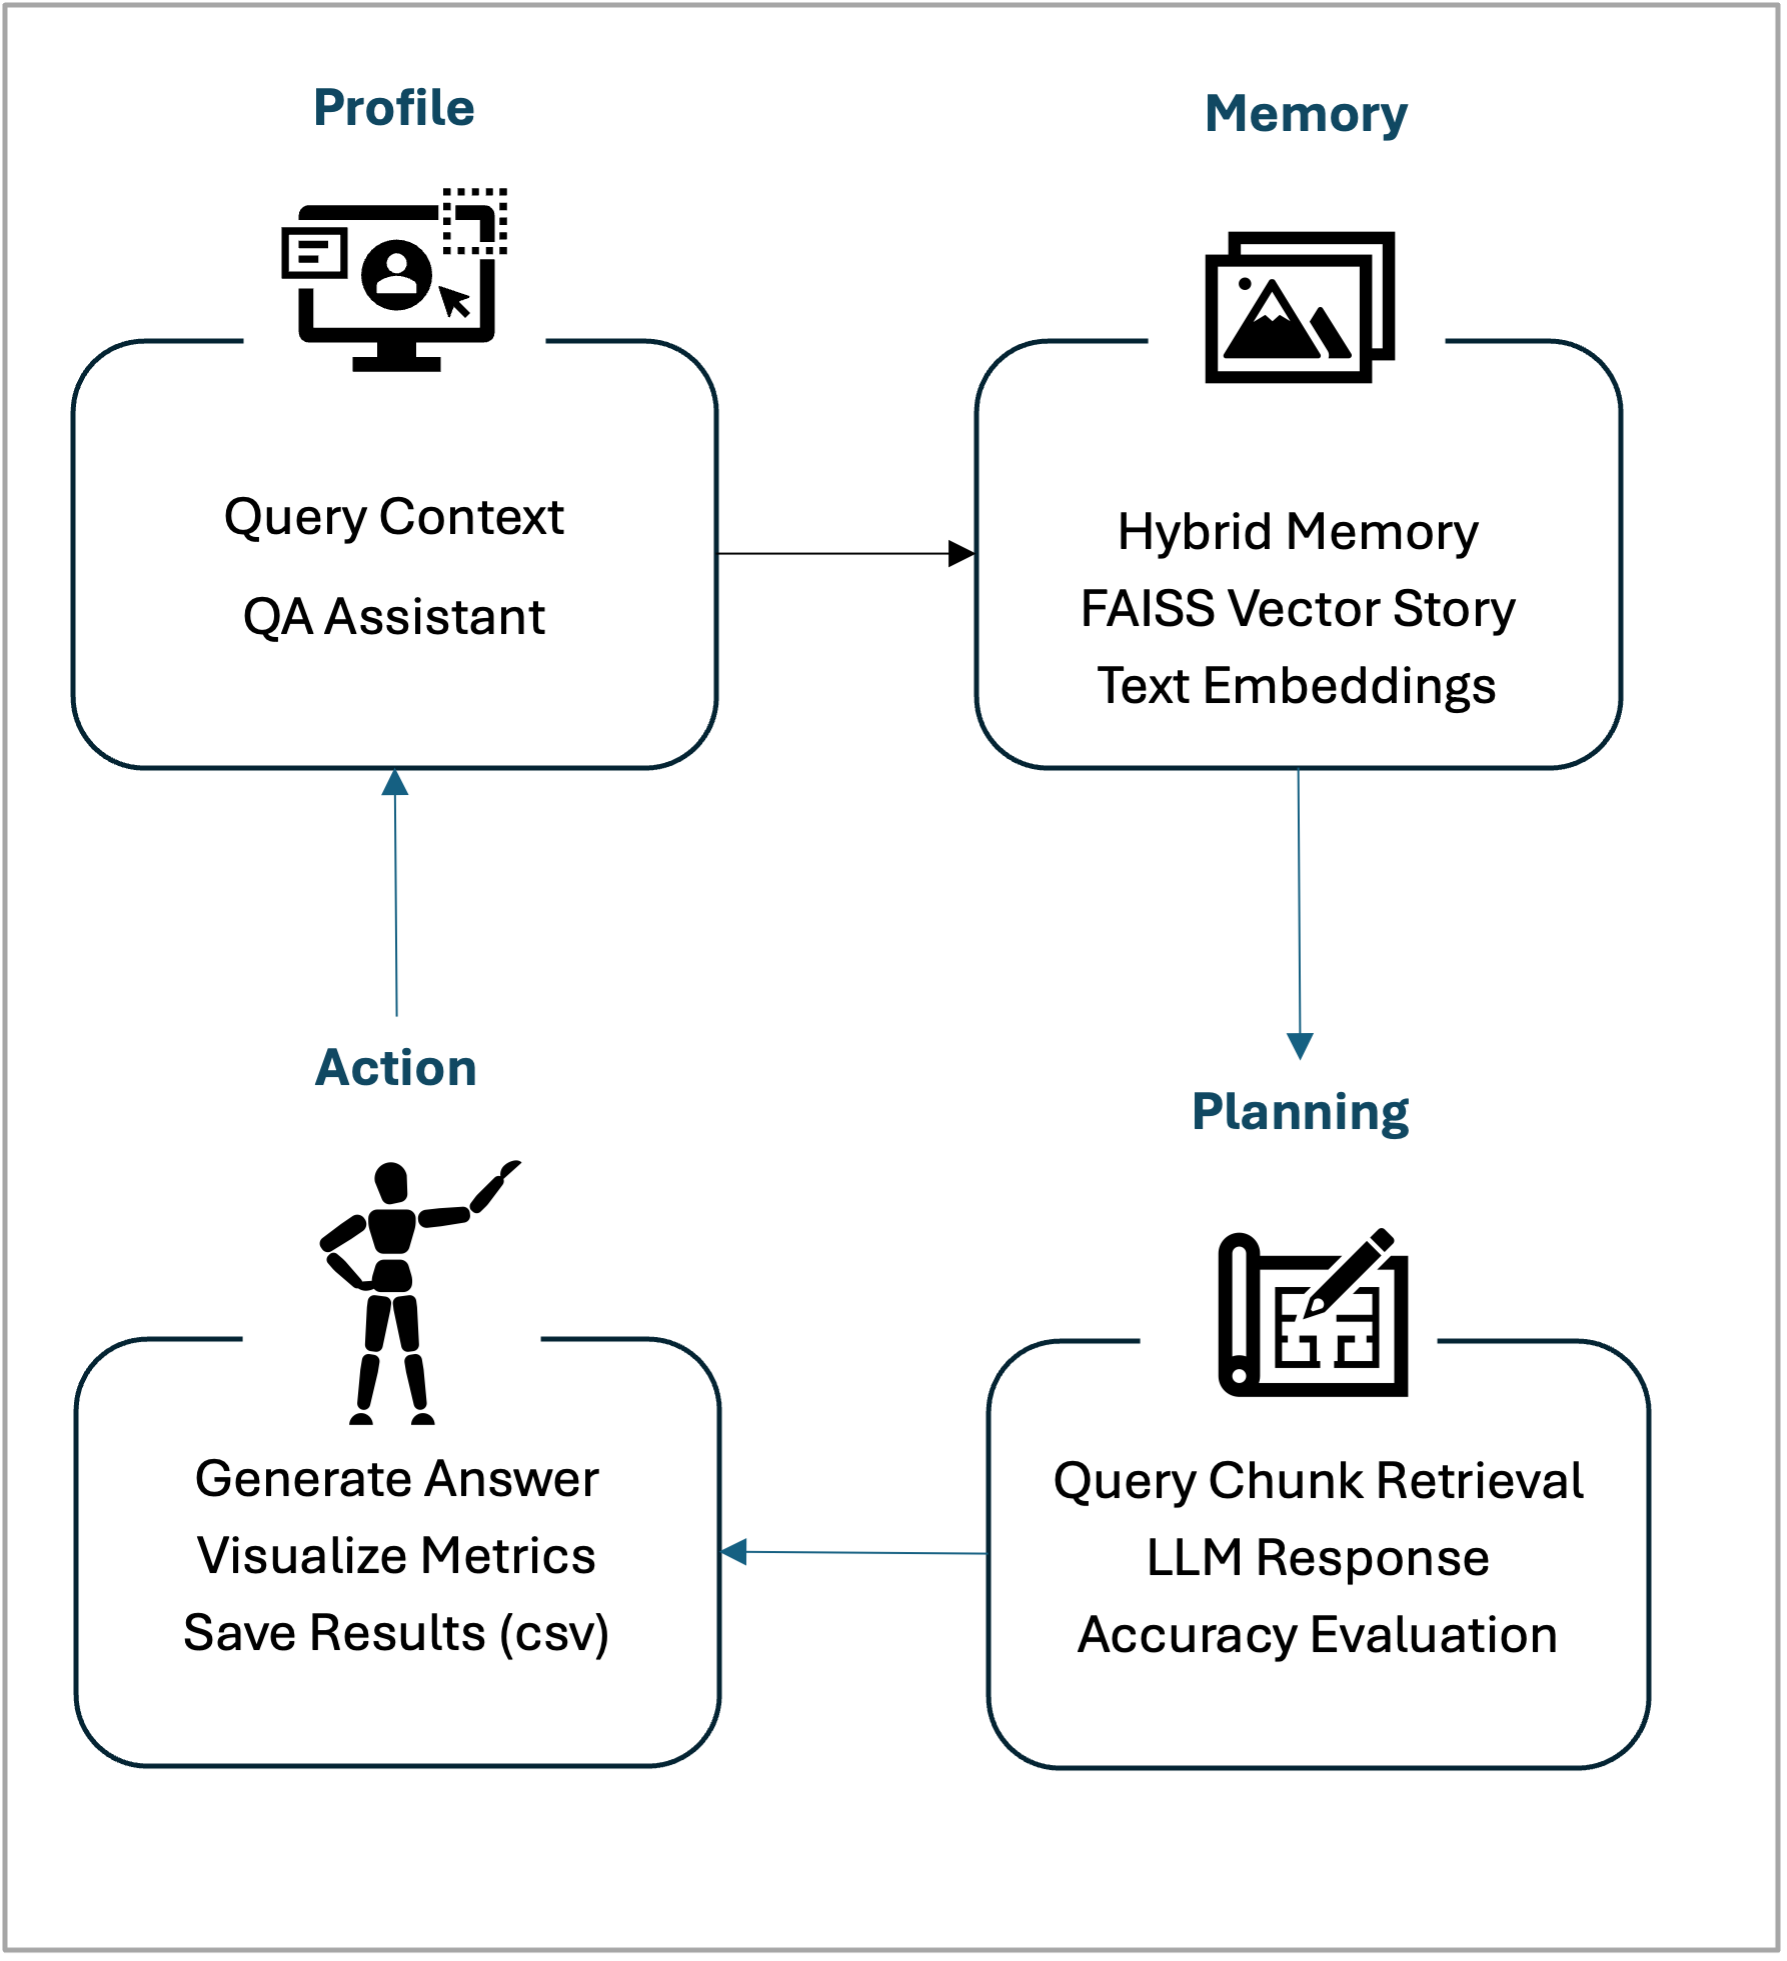 Profile
Query Context
QA Assistant
Memory
Hybrid Memory
FAISS Vector Story
Text Embeddings
Action
Generate Answer
Visualize Metrics
Save Results (csv)
Planning
Query Chunk Retrieval
LLM Response
Accuracy Evaluation